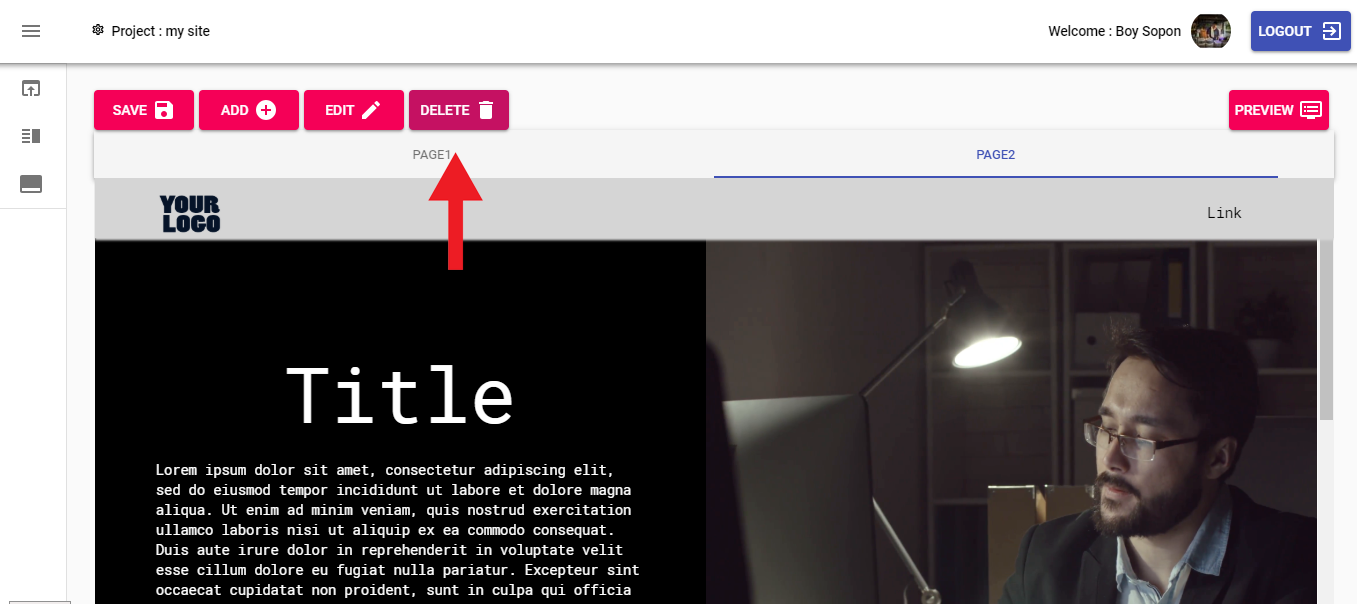 Project : my site
Welcome : Boy Sopon
LOGOUT
SAVE
ADD
EDIT
DELETE
PREVIEW
PAGE1
PAGE2
YOUR
LOGO
Link
Title
Lorem ipsum dolor sit amet, consectetur adipiscing elit,
sed do eiusmod tempor incididunt ut labore et dolore magna
aliqua. Ut enim ad minim veniam, quis nostrud exercitation
ullamco laboris nisi ut aliquip ex ea commodo consequat.
Duis aute irure dolor in reprehenderit in voluptate velit
esse cillum dolore eu fugiat nulla pariatur. Excepteur sint
occaecat cupidatat non proident, sunt in culpa qui officia